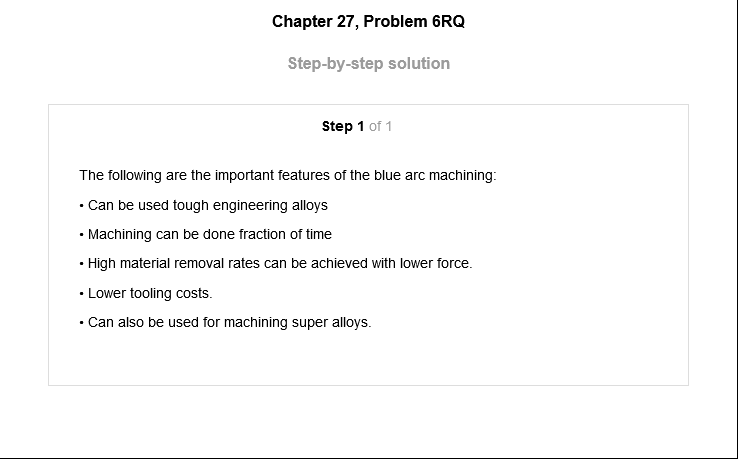 Chapter 27, Problem 6RQ
Step-by-step solution
Step 1 of 1
The following are the important features of the blue arc machining:
• Can be used tough engineering alloys
• Machining can be done fraction of time
• High material removal rates can be achieved with lower force.
• Lower tooling costs.
• Can also be used for machining super alloys.